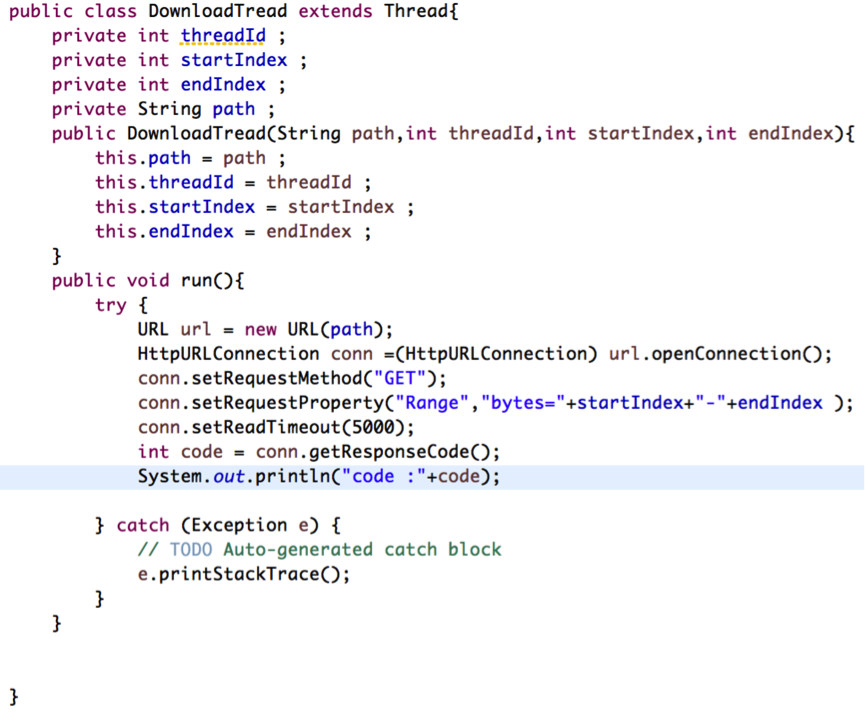 public class DownloadTread extends Thread{
    private int threadId ;
    private int startIndex ;
    private int endIndex ;
    private String path ;
    public DownloadTread(String path,int threadId,int startIndex,int endIndex){
        this.path = path ;
        this.threadId = threadId ;
        this.startIndex = startIndex ;
        this.endIndex = endIndex ;
    }
    public void run(){
        try {
            URL url = new URL(path);
            HttpURLConnection conn =(HttpURLConnection) url.openConnection();
            conn.setRequestMethod("GET");
            conn.setRequestProperty("Range","bytes="+startIndex+"-"+endIndex );
            conn.setReadTimeout(5000);
            int code = conn.getResponseCode();
            System.out.println("code :"+code);

        } catch (Exception e) {
            // TODO Auto-generated catch block
            e.printStackTrace();
        }
    }


}